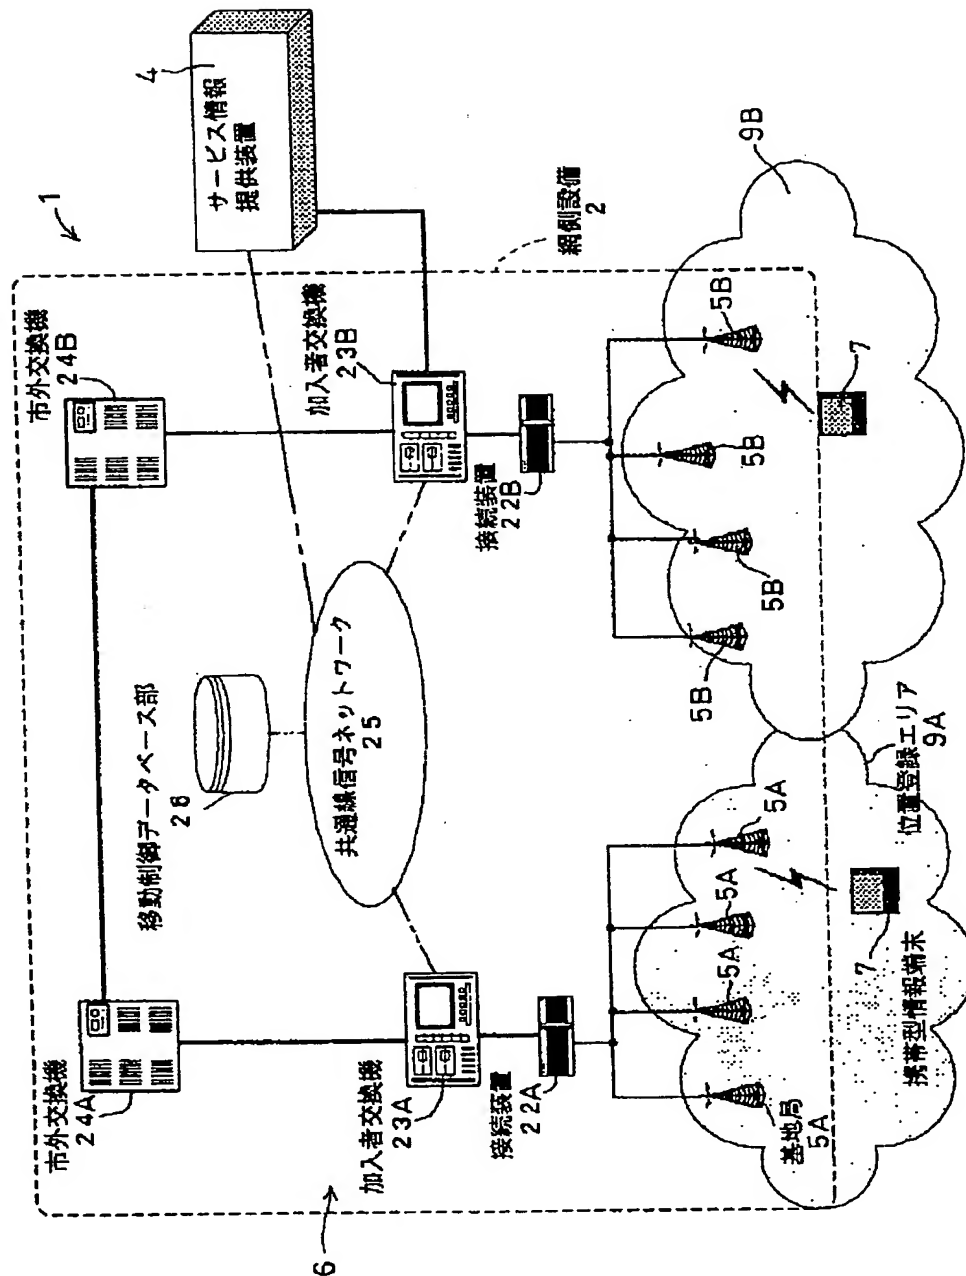 1
6
市外交換機
24A
市外交換機
24B
サービス情報
提供装置
4
移動制御データベース部
26
共通線信号ネットワーク
25
加入者交換機
23A
加入者交換機
23B
接続装置
22A
接続装置
22B
網側設備
2
基地局
5A
5A
5A
5A
5B
5B
5B
5B
携帯型情報端末
7
7
位置登録エリア
9A
9B